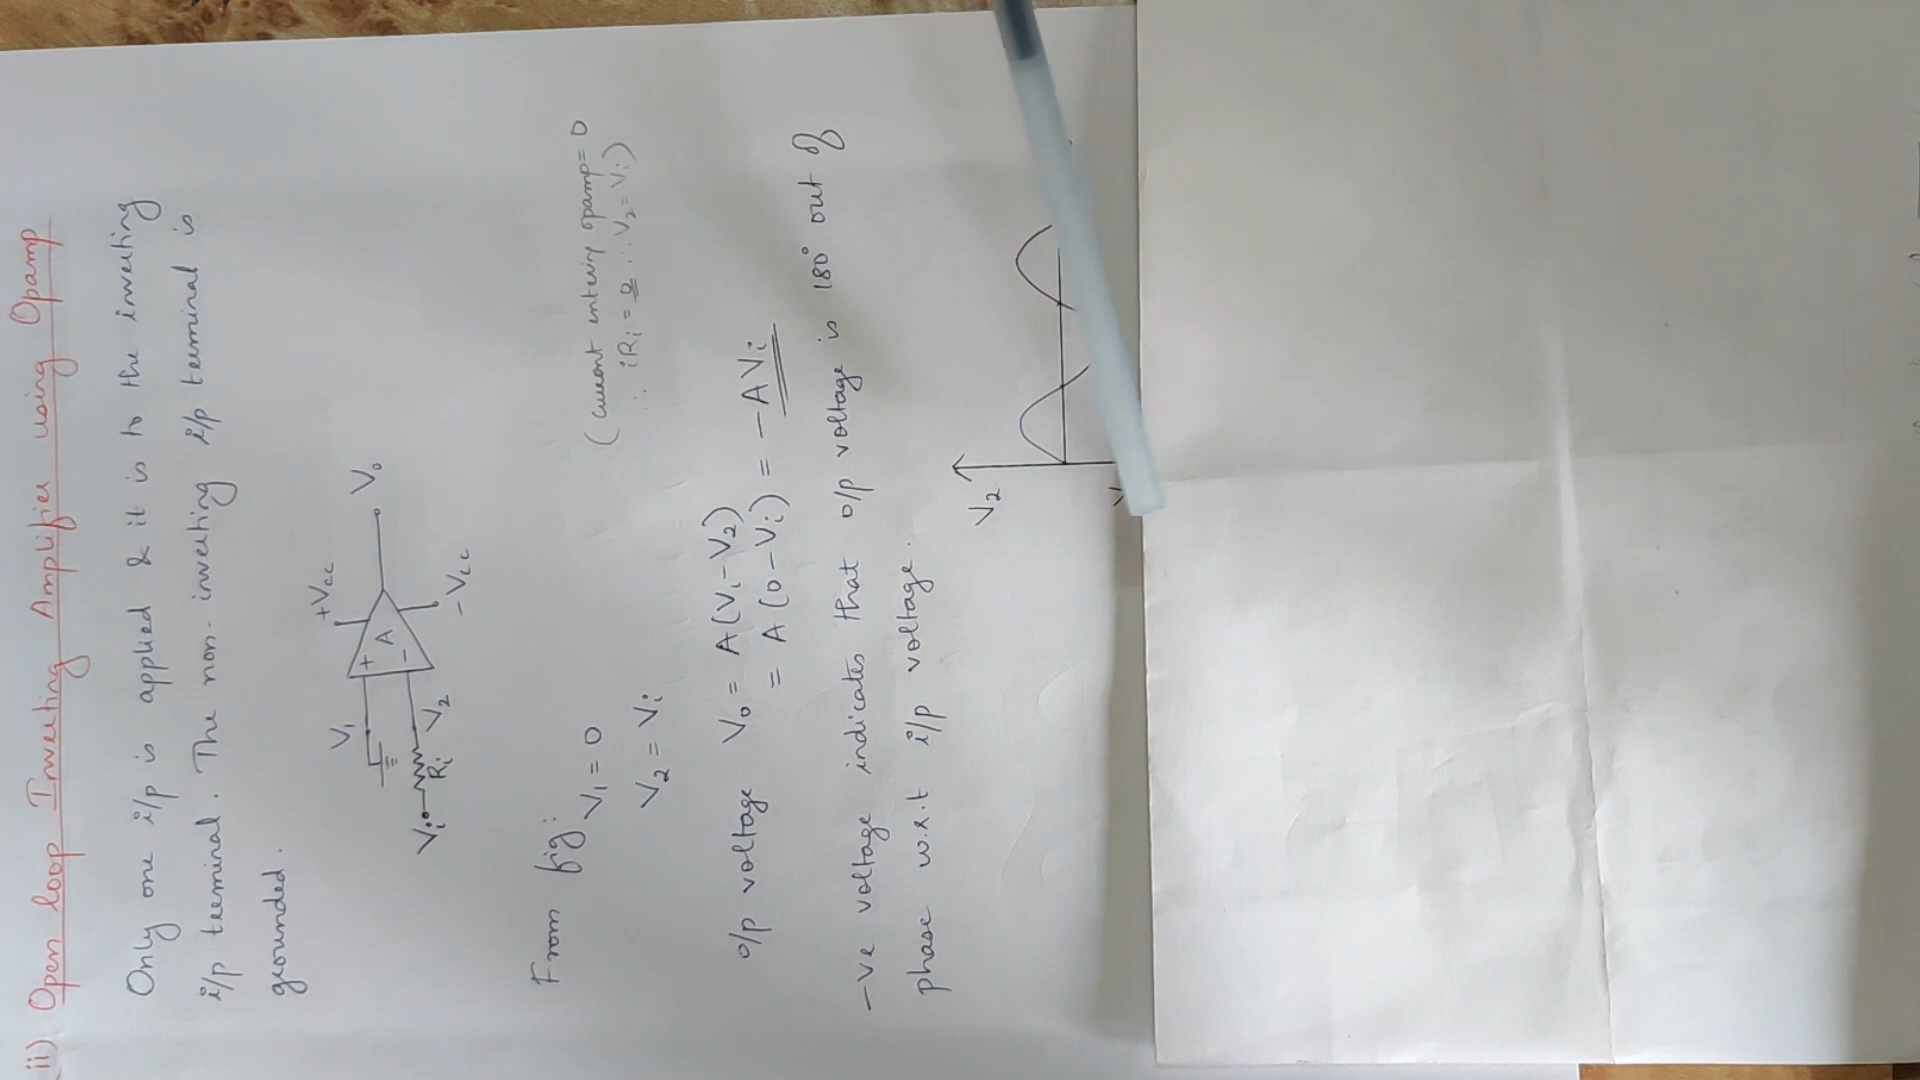 (ii) Open loop Inverting Amplifier using Opamp
Only one i/p is applied & it is to the inverting
i/p terminal. The non-inverting i/p terminal is
grounded.
+Vcc
V1
+
A
-
Vo
Vi
Ri
V2
-Vcc
From fig:
V1 = 0
(current entering opamp = 0
V2 = Vi
∴ iRi = 0 ∴ V2 = Vi)
o/p voltage Vo = A(V1 - V2)
= A(0 - Vi) = -AVi
-ve voltage indicates that o/p voltage is 180° out of
phase w.r.t i/p voltage.
V2